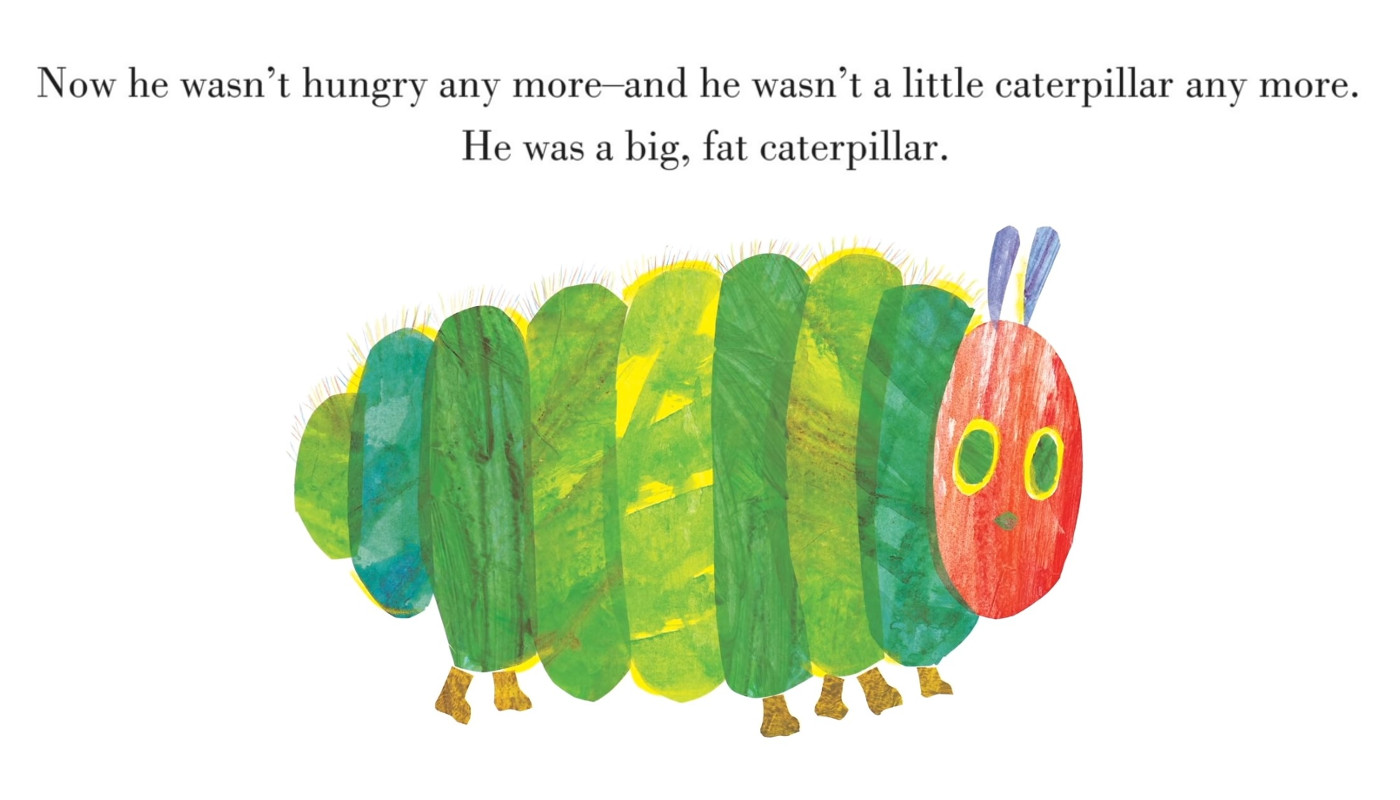 Now he wasn’t hungry any more–and he wasn’t a little caterpillar any more.
He was a big, fat caterpillar.